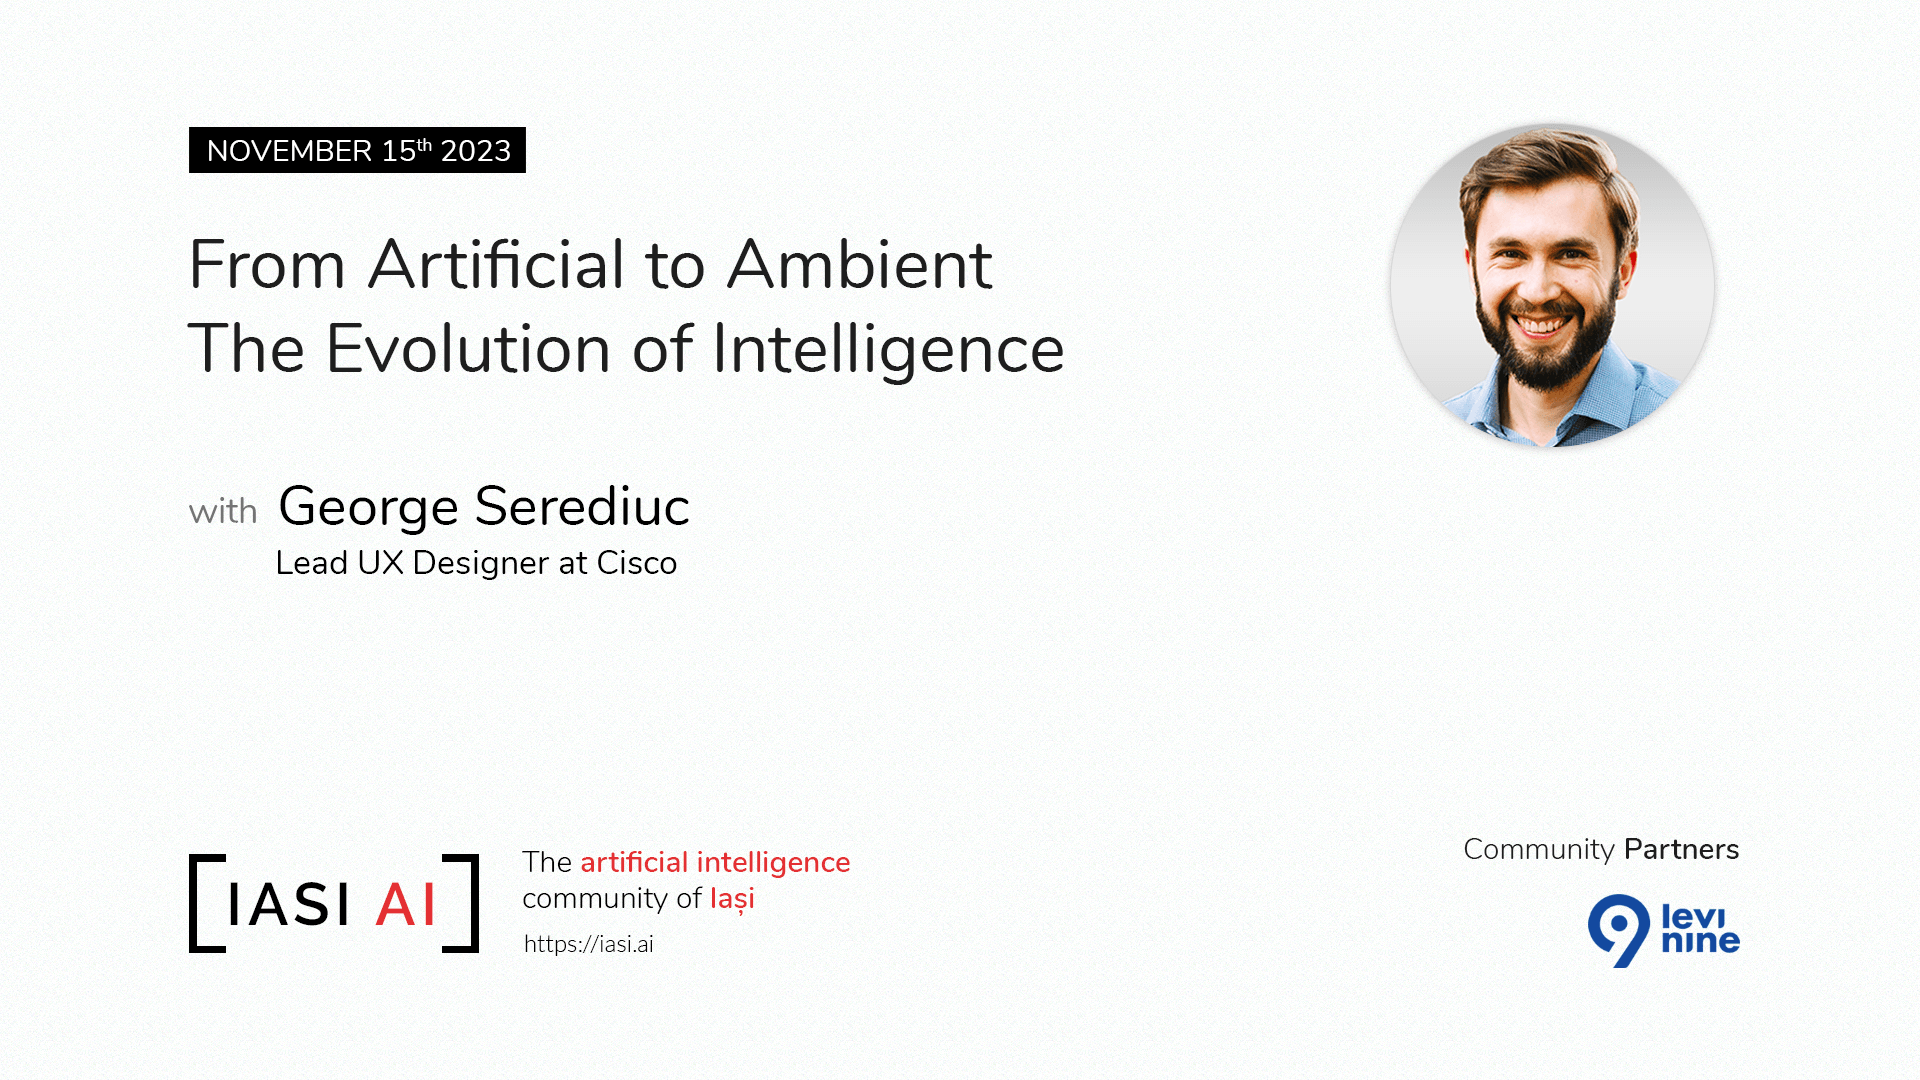 NOVEMBER 15th 2023
From Artificial to Ambient
The Evolution of Intelligence
with George Serediuc
Lead UX Designer at Cisco
[IASI AI]
The artificial intelligence
community of Iași
https://iasi.ai
Community Partners
9 levi
nine